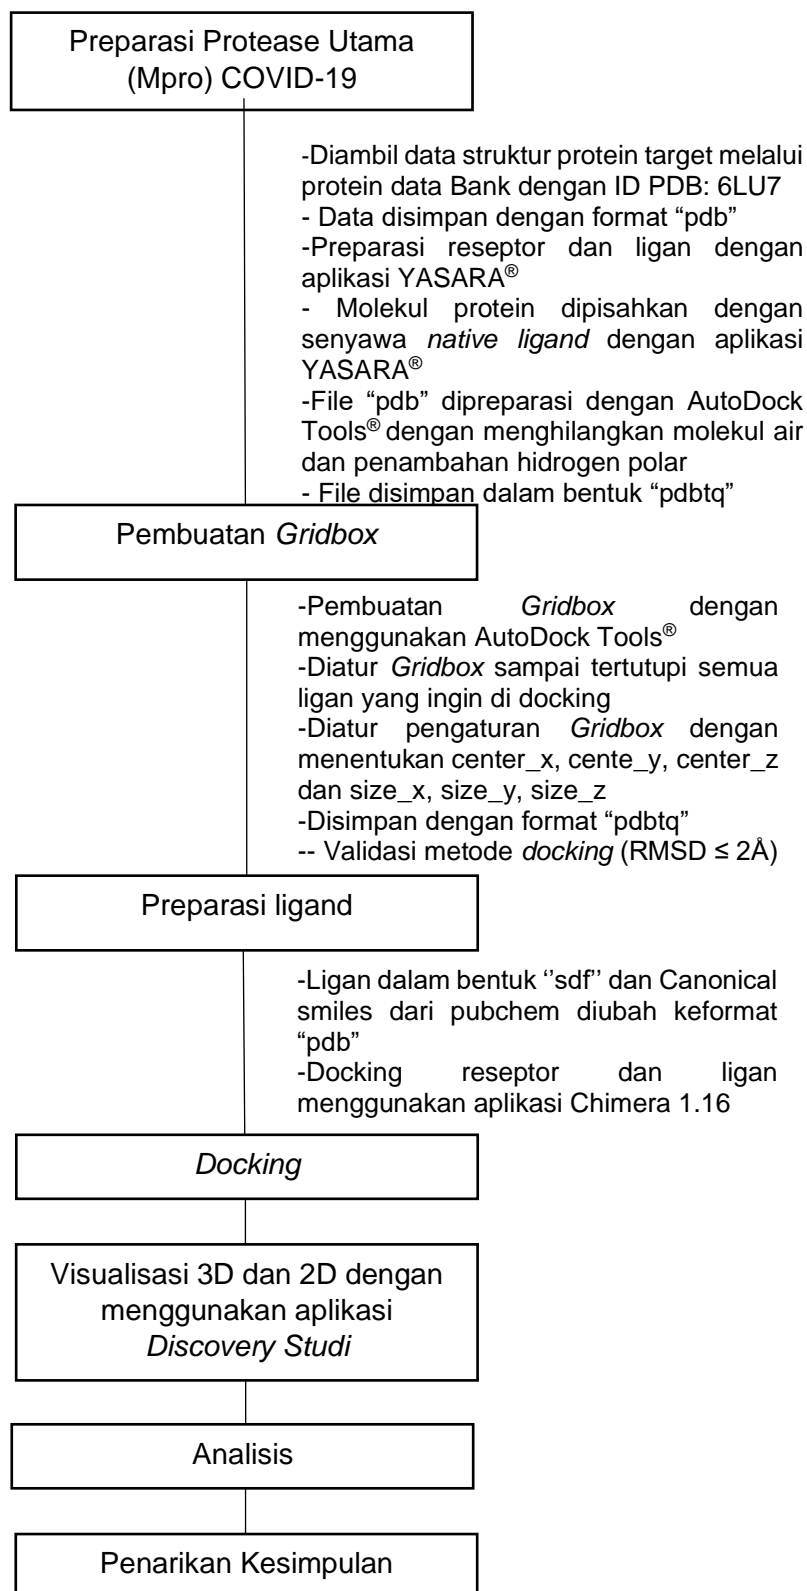 Preparasi Protease Utama
(Mpro) COVID-19
-Diambil data struktur protein target melalui
protein data Bank dengan ID PDB: 6LU7
- Data disimpan dengan format “pdb”
-Preparasi reseptor dan ligan dengan
aplikasi YASARA®
- Molekul protein dipisahkan dengan
senyawa native ligand dengan aplikasi
YASARA®
-File “pdb” dipreparasi dengan AutoDock
Tools® dengan menghilangkan molekul air
dan penambahan hidrogen polar
- File disimpan dalam bentuk “pdbtq”
Pembuatan Gridbox
-Pembuatan Gridbox dengan
menggunakan AutoDock Tools®
-Diatur Gridbox sampai tertutupi semua
ligan yang ingin di docking
-Diatur pengaturan Gridbox dengan
menentukan center_x, cente_y, center_z
dan size_x, size_y, size_z
-Disimpan dengan format “pdbtq”
-- Validasi metode docking (RMSD ≤ 2Å)
Preparasi ligand
-Ligan dalam bentuk ‘’sdf’’ dan Canonical
smiles dari pubchem diubah keformat
“pdb”
-Docking reseptor dan ligan
menggunakan aplikasi Chimera 1.16
Docking
Visualisasi 3D dan 2D dengan
menggunakan aplikasi
Discovery Studi
Analisis
Penarikan Kesimpulan